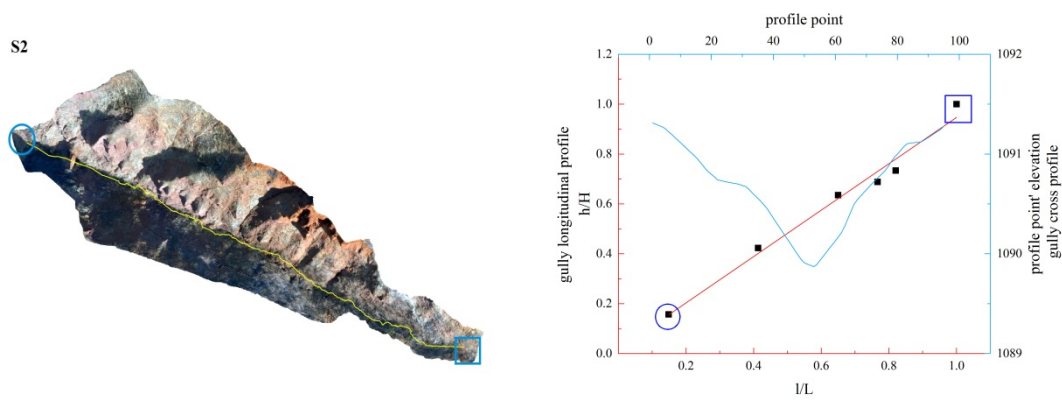 S2
profile point
0 20 40 60 80 100
1.2
1.0
0.8
0.6
0.4
0.2
0.0
gully longitudinal profile
h/H
1092
1091
1090
1089
profile point' elevation
gully cross profile
0.2 0.4 0.6 0.8 1.0
l/L